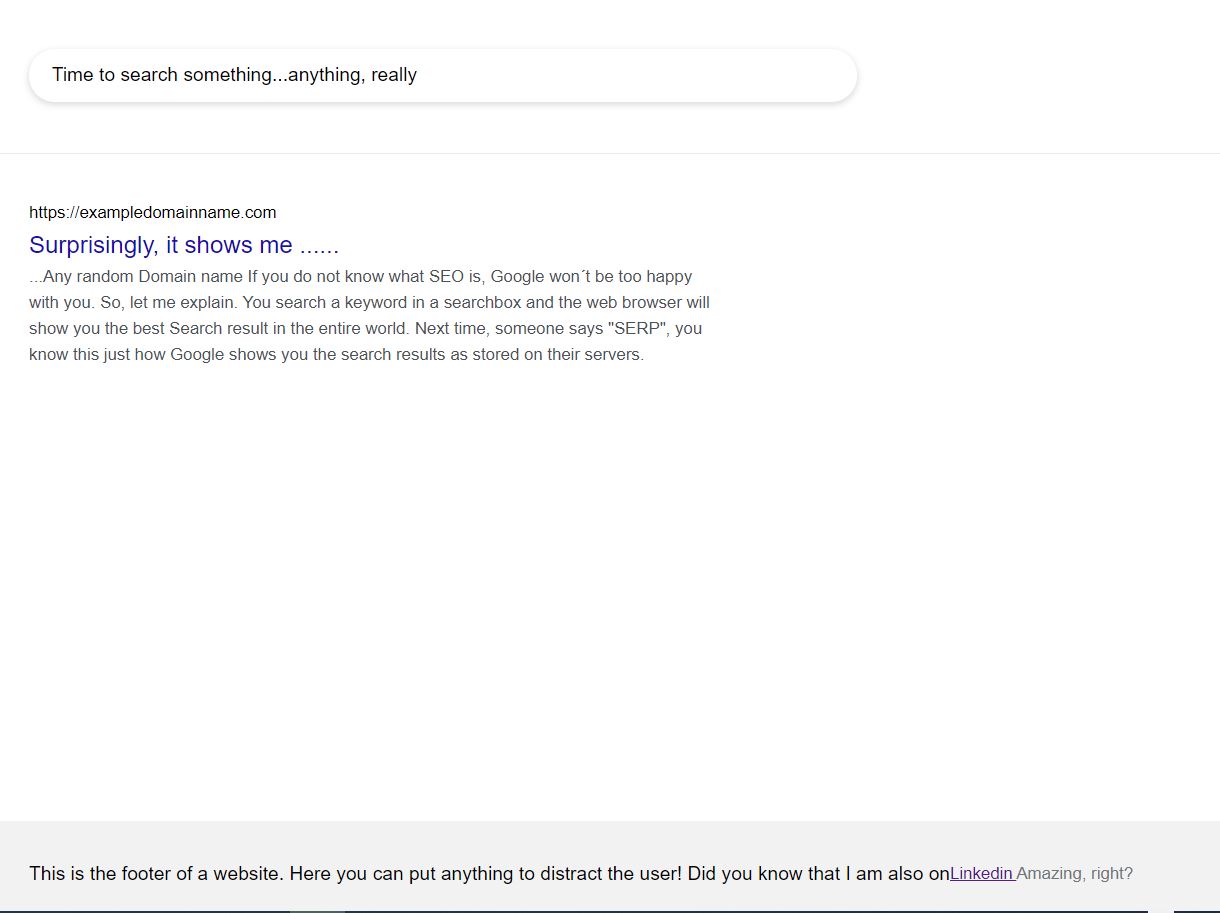 Time to search something...anything, really
https://exampledomainname.com
Surprisingly, it shows me ......
...Any random Domain name If you do not know what SEO is, Google won´t be too happy
with you. So, let me explain. You search a keyword in a searchbox and the web browser will
show you the best Search result in the entire world. Next time, someone says "SERP", you
know this just how Google shows you the search results as stored on their servers.
This is the footer of a website. Here you can put anything to distract the user! Did you know that I am also onLinkedin Amazing, right?